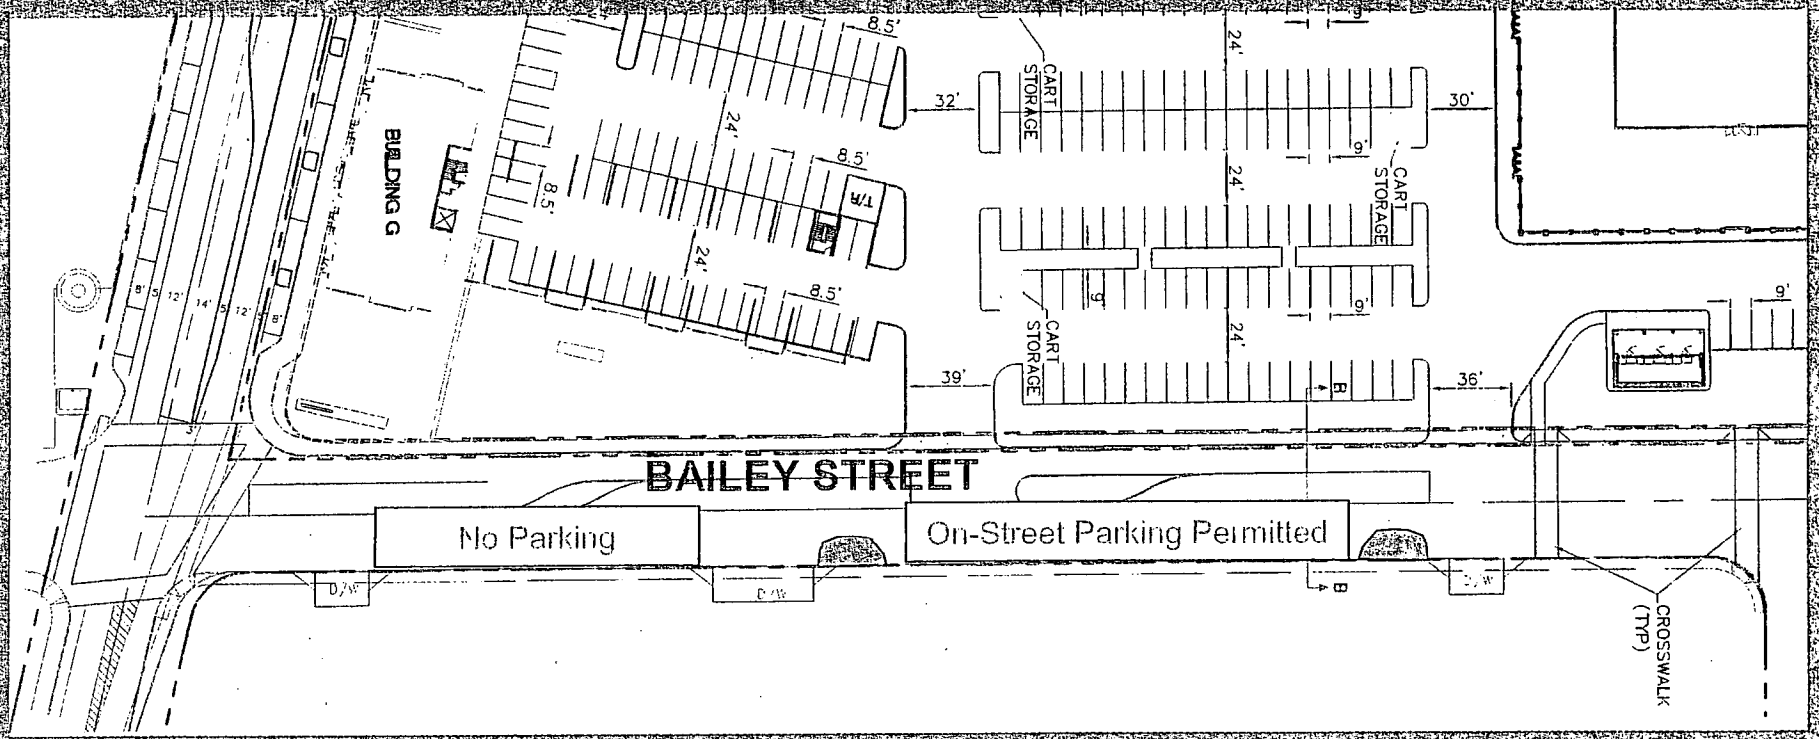 8.5'
9'
24'
CART
STORAGE
32'
30'
BUILDING G
24'
8.5'
T/R
8.5'
24'
9'
CART
STORAGE
24'
8.5'
9'
9'
CART
STORAGE
24'
9'
8' 5 12' 14' 5 12' 8'
3'
39'
36'
B
BAILEY STREET
No Parking
On-Street Parking Permitted
D/W
D/W
D/W
B
CROSSWALK
(TYP)